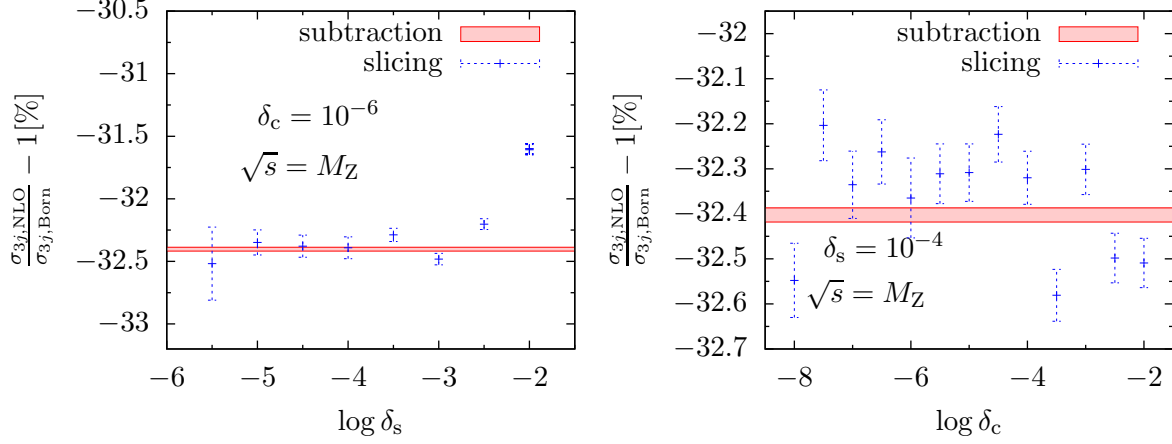 −30.5
−31
−31.5
−32
−32.5
−33
−6
−5
−4
−3
−2
σ3j,NLO/σ3j,Born − 1[%]
log δs
subtraction
slicing
δc = 10−6
√s = MZ
−32
−32.1
−32.2
−32.3
−32.4
−32.5
−32.6
−32.7
−8
−6
−4
−2
σ3j,NLO/σ3j,Born − 1[%]
log δc
subtraction
slicing
δs = 10−4
√s = MZ